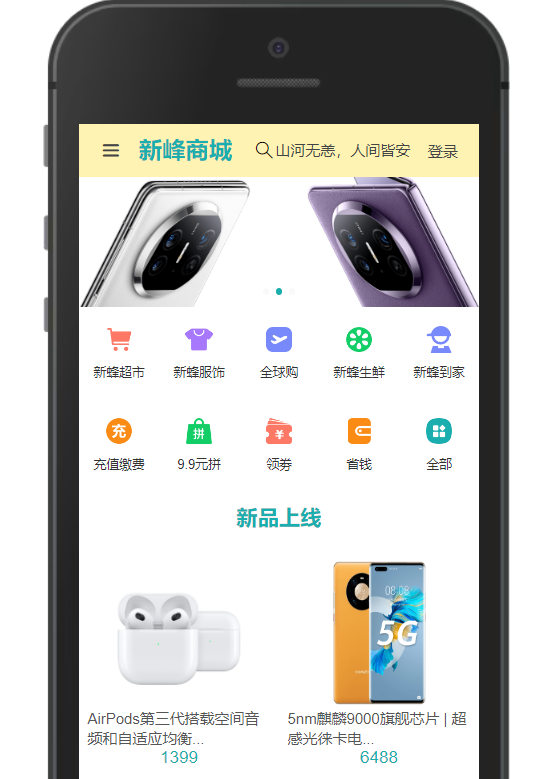 新峰商城 山河无恙，人间皆安 登录
新蜂超市 新蜂服饰 全球购 新蜂生鲜 新蜂到家
充 拼 ¥
充值缴费 9.9元拼 领劵 省钱 全部
新品上线
08:08
5G
AirPods第三代搭载空间音
频和自适应均衡...
1399
5nm麒麟9000旗舰芯片 | 超
感光徕卡电...
6488